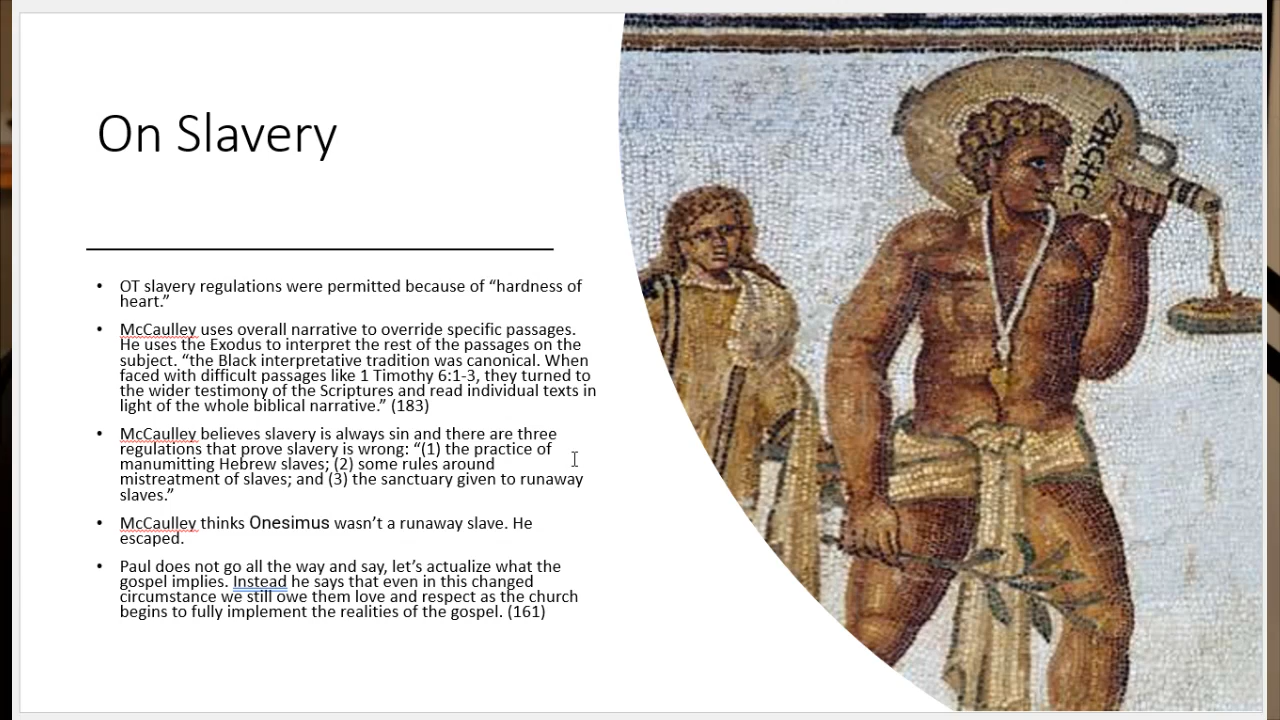 On Slavery
• OT slavery regulations were permitted because of “hardness of
heart.”
• McCaulley uses overall narrative to override specific passages.
He uses the Exodus to interpret the rest of the passages on the
subject. “the Black interpretative tradition was canonical. When
faced with difficult passages like 1 Timothy 6:1-3, they turned to
the wider testimony of the Scriptures and read individual texts in
light of the whole biblical narrative.” (183)
• McCaulley believes slavery is always sin and there are three
regulations that prove slavery is wrong: “(1) the practice of
manumitting Hebrew slaves; (2) some rules around
mistreatment of slaves; and (3) the sanctuary given to runaway
slaves.”
• McCaulley thinks Onesimus wasn’t a runaway slave. He
escaped.
• Paul does not go all the way and say, let’s actualize what the
gospel implies. Instead he says that even in this changed
circumstance we still owe them love and respect as the church
begins to fully implement the realities of the gospel. (161)